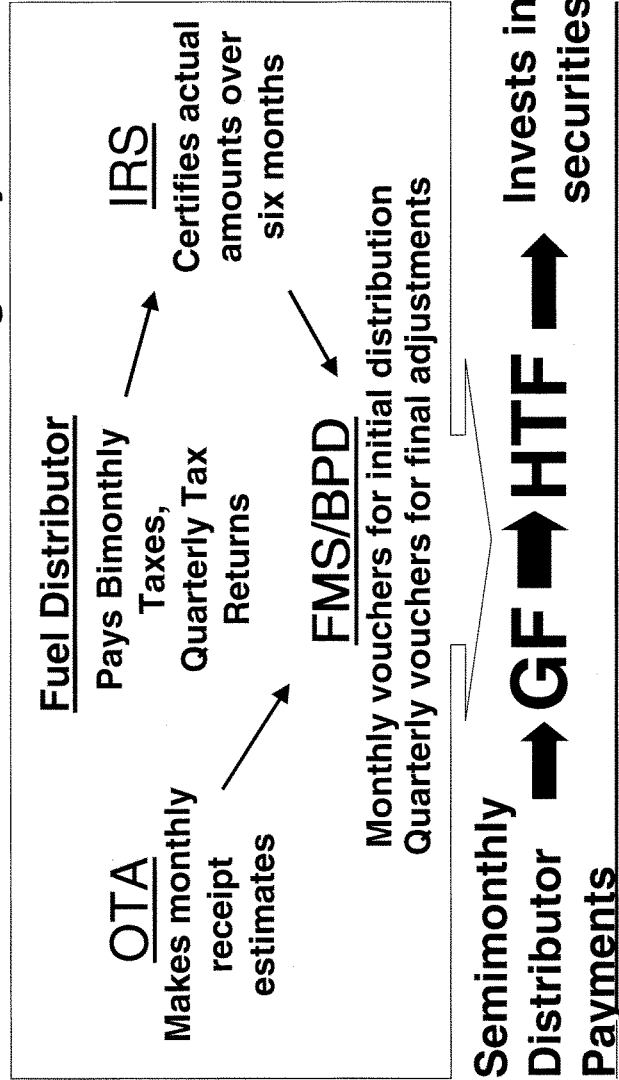 Fuel Distributor
Pays Bimonthly
Taxes,
Quarterly Tax
Returns
OTA
Makes monthly
receipt
estimates
IRS
Certifies actual
amounts over
six months
FMS/BPD
Monthly vouchers for initial distribution
Quarterly vouchers for final adjustments
Semimonthly
Distributor
Payments
GF
HTF
Invests in
securities